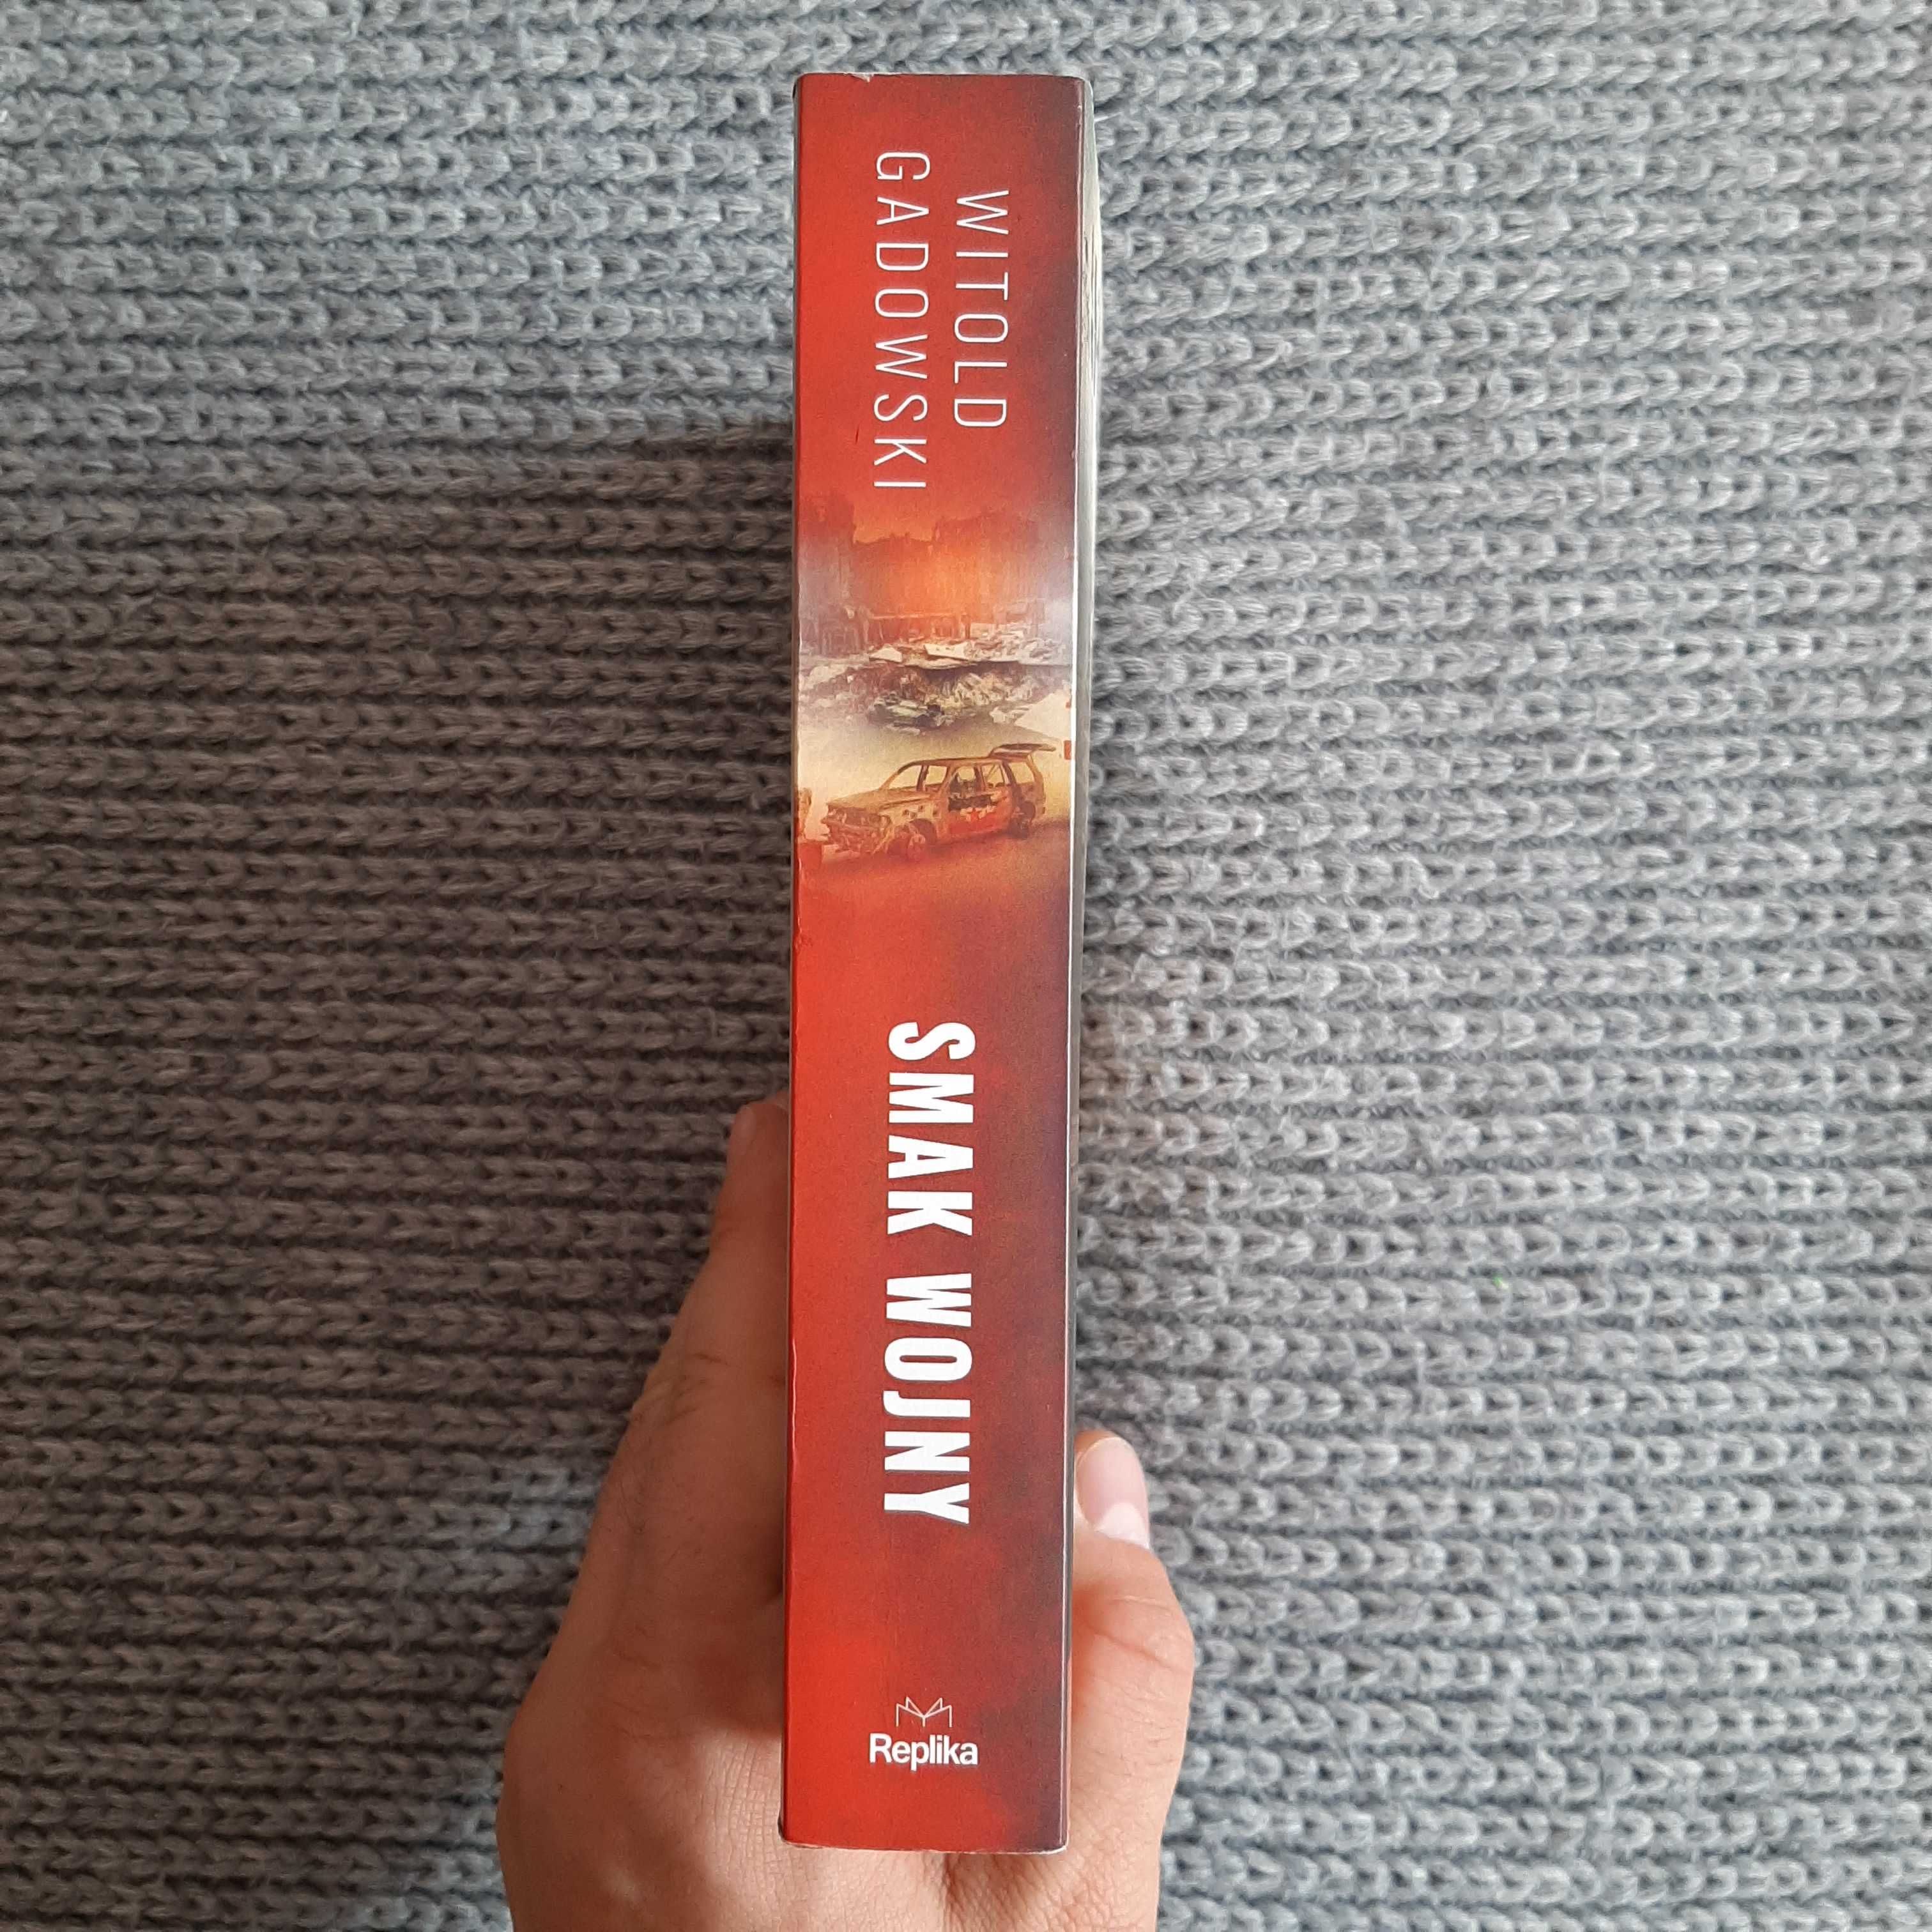 WITOLD
GADOWSKI
SMAK WOJNY
Replika